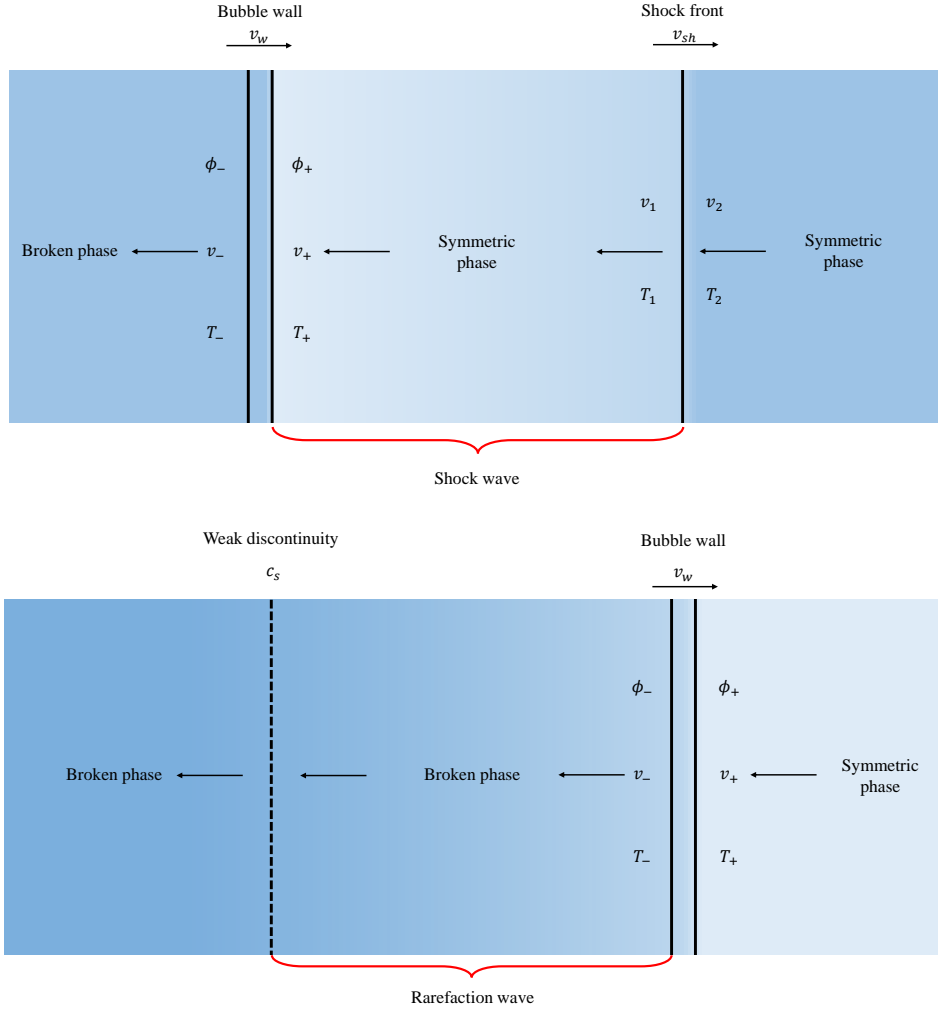 Bubble wall Shock front
v_w v_sh
ϕ_− ϕ_+
v_1 v_2
Broken phase v_− v_+ Symmetric phase Symmetric phase
T_1 T_2
T_− T_+
Shock wave
Weak discontinuity Bubble wall
c_s v_w
ϕ_− ϕ_+
Broken phase Broken phase v_− v_+ Symmetric phase
T_− T_+
Rarefaction wave